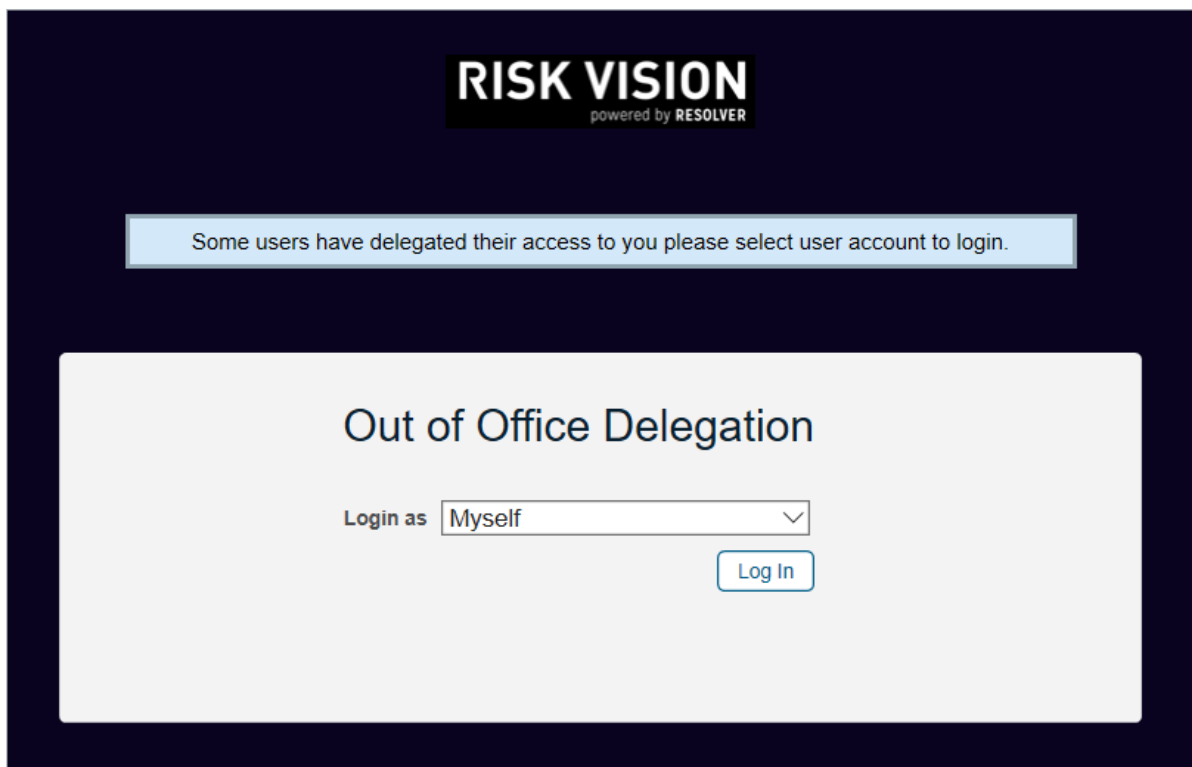 RISK VISION
powered by RESOLVER
Some users have delegated their access to you please select user account to login.
Out of Office Delegation
Login as Myself
Log In